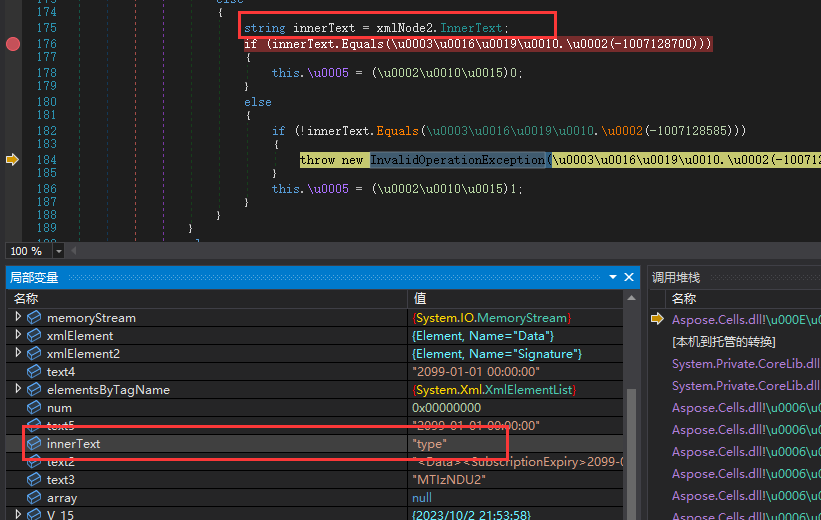 173 else
174 {
175 string innerText = xmlNode2.InnerText;
176 if (innerText.Equals(\u0003\u0016\u0019\u0010.\u0002(-1007128700)))
177 {
178 this.\u0005 = (\u0002\u0010\u0015)0;
179 }
180 else
181 {
182 if (!innerText.Equals(\u0003\u0016\u0019\u0010.\u0002(-1007128585)))
183 {
184 throw new InvalidOperationException(\u0003\u0016\u0019\u0010.\u0002(-1007128
185 }
186 this.\u0005 = (\u0002\u0010\u0015)1;
187 }
188 }
189 }
100 %
局部变量
名称 值
memoryStream {System.IO.MemoryStream}
xmlElement {Element, Name="Data"}
xmlElement2 {Element, Name="Signature"}
text4 "2099-01-01 00:00:00"
elementsByTagName {System.Xml.XmlElementList}
num 0x00000000
text5 "2099-01-01 00:00:00"
innerText "type"
text2 "<Data><SubscriptionExpiry>2099-0
text3 "MTIzNDU2"
array null
V_15 {2023/10/2 21:53:58}
调用堆栈
名称
Aspose.Cells.dll!\u000E\u0
[本机到托管的转换]
System.Private.CoreLib.dll
System.Private.CoreLib.dll
Aspose.Cells.dll!\u0006\u0
Aspose.Cells.dll!\u0006\u0
Aspose.Cells.dll!\u0006\u0
Aspose.Cells.dll!\u0006\u0
Aspose.Cells.dll!\u0006\u0
Aspose.Cells.dll!\u0006\u0
Aspose.Cells.dll!\u0006\u0